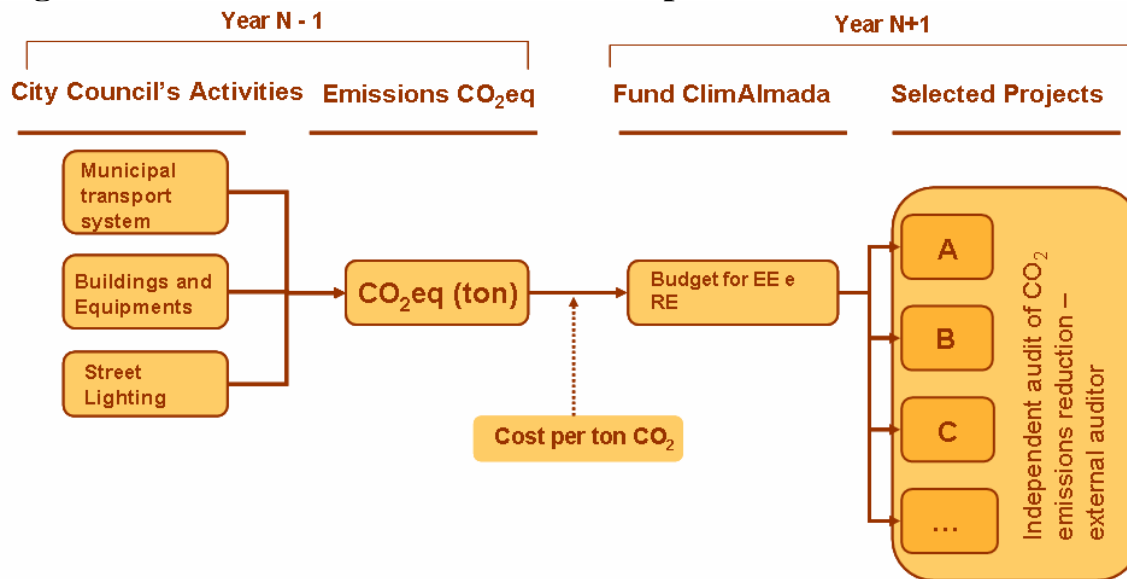 Year N - 1
Year N+1
City Council's Activities
Emissions CO₂eq
Fund ClimAlmada
Selected Projects
Municipal
transport
system
Buildings and
Equipments
Street
Lighting
CO₂eq (ton)
Cost per ton CO₂
Budget for EE e
RE
A
B
C
...
Independent audit of CO₂
emissions reduction –
external auditor